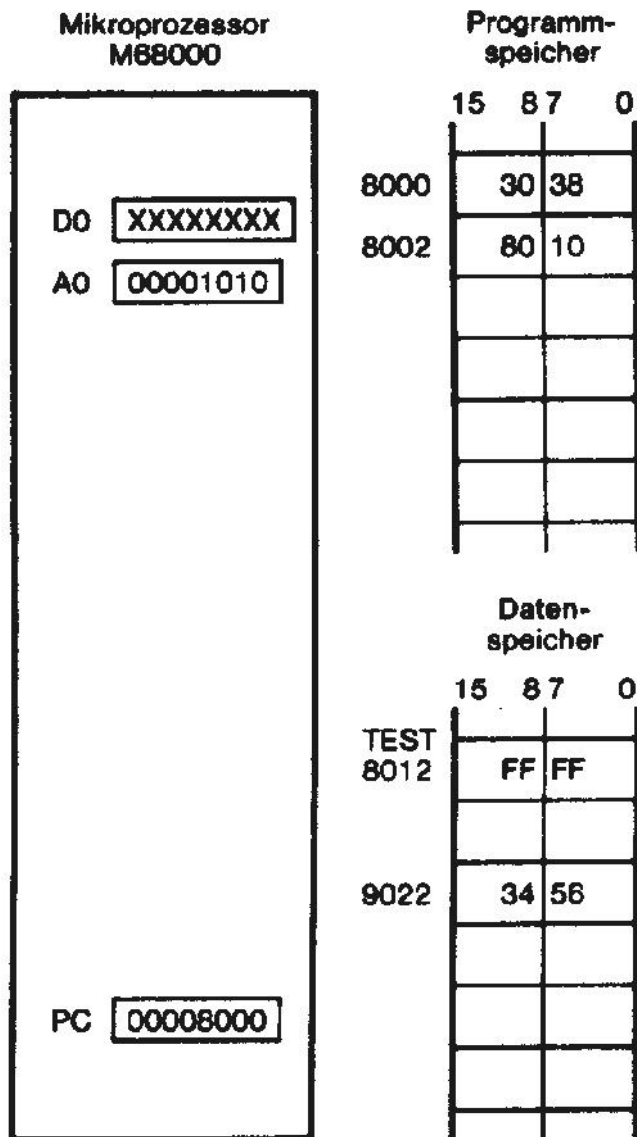 Mikroprozessor
M68000
D0 XXXXXXXX
A0 00001010
PC 00008000
Programm-
speicher
15 8 7 0
8000 30 38
8002 80 10
Daten-
speicher
15 8 7 0
TEST
8012 FF FF
9022 34 56